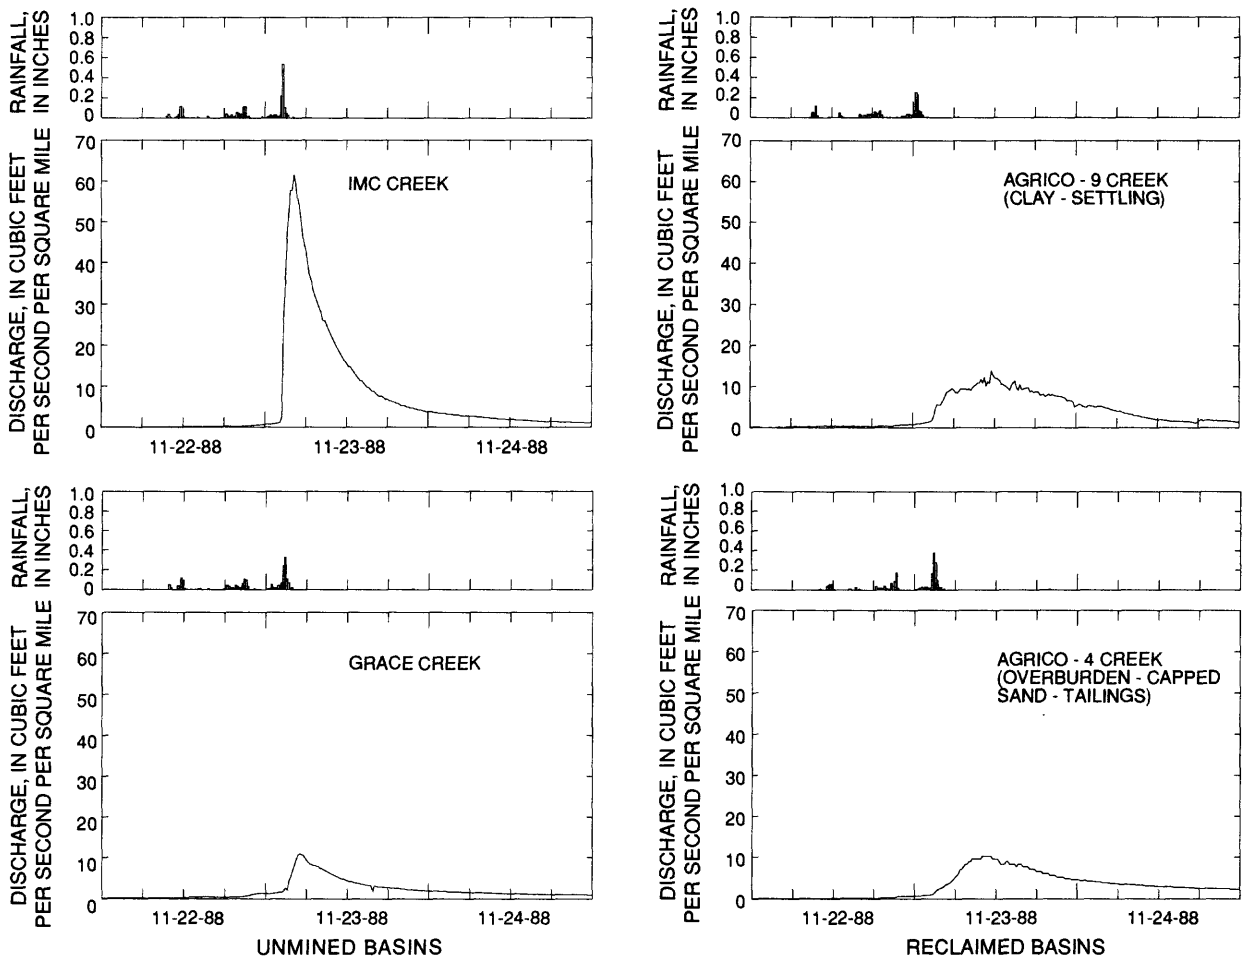 RAINFALL,
IN INCHES
1.0
0.8
0.6
0.4
0.2
0
DISCHARGE, IN CUBIC FEET
PER SECOND PER SQUARE MILE
70
60
50
40
30
20
10
0
IMC CREEK
11-22-88
11-23-88
11-24-88
RAINFALL,
IN INCHES
1.0
0.8
0.6
0.4
0.2
0
DISCHARGE, IN CUBIC FEET
PER SECOND PER SQUARE MILE
70
60
50
40
30
20
10
0
AGRICO - 9 CREEK
(CLAY - SETTLING)
RAINFALL,
IN INCHES
1.0
0.8
0.6
0.4
0.2
0
DISCHARGE, IN CUBIC FEET
PER SECOND PER SQUARE MILE
70
60
50
40
30
20
10
0
GRACE CREEK
11-22-88
11-23-88
11-24-88
UNMINED BASINS
RAINFALL,
IN INCHES
1.0
0.8
0.6
0.4
0.2
0
DISCHARGE, IN CUBIC FEET
PER SECOND PER SQUARE MILE
70
60
50
40
30
20
10
0
AGRICO - 4 CREEK
(OVERBURDEN - CAPPED
SAND - TAILINGS)
11-22-88
11-23-88
11-24-88
RECLAIMED BASINS